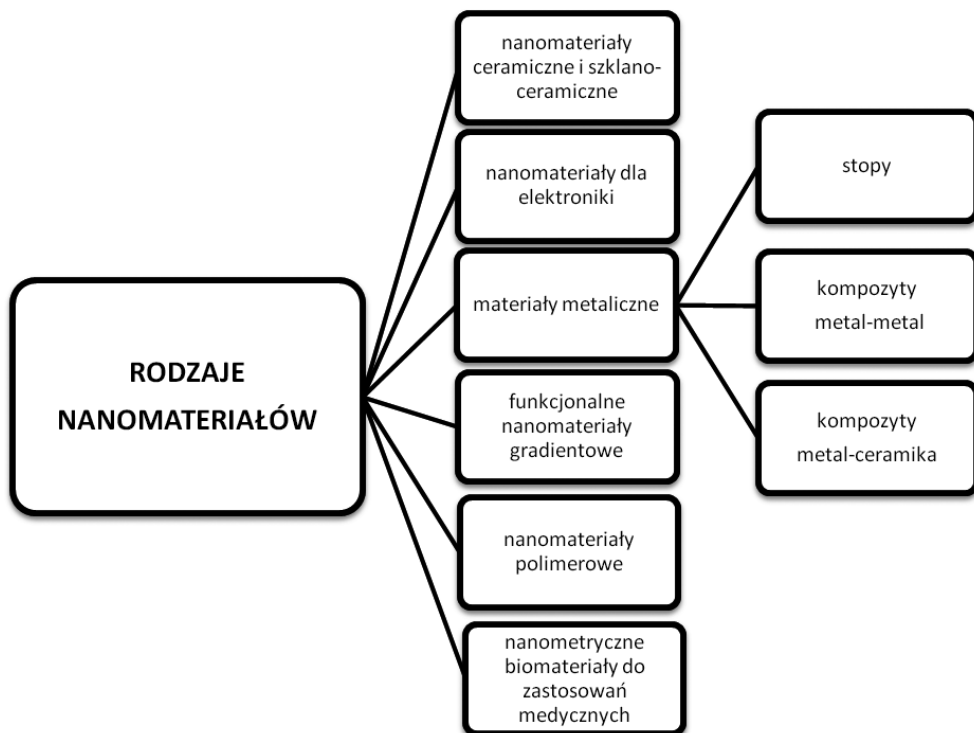 RODZAJE
NANOMATERIAŁÓW
nanomateriały
ceramiczne i szklano-
ceramiczne
nanomateriały dla
elektroniki
materiały metaliczne
funkcjonalne
nanomateriały
gradientowe
nanomateriały
polimerowe
nanometryczne
biomateriały do
zastosowań
medycznych
stopy
kompozyty
metal-metal
kompozyty
metal-ceramika